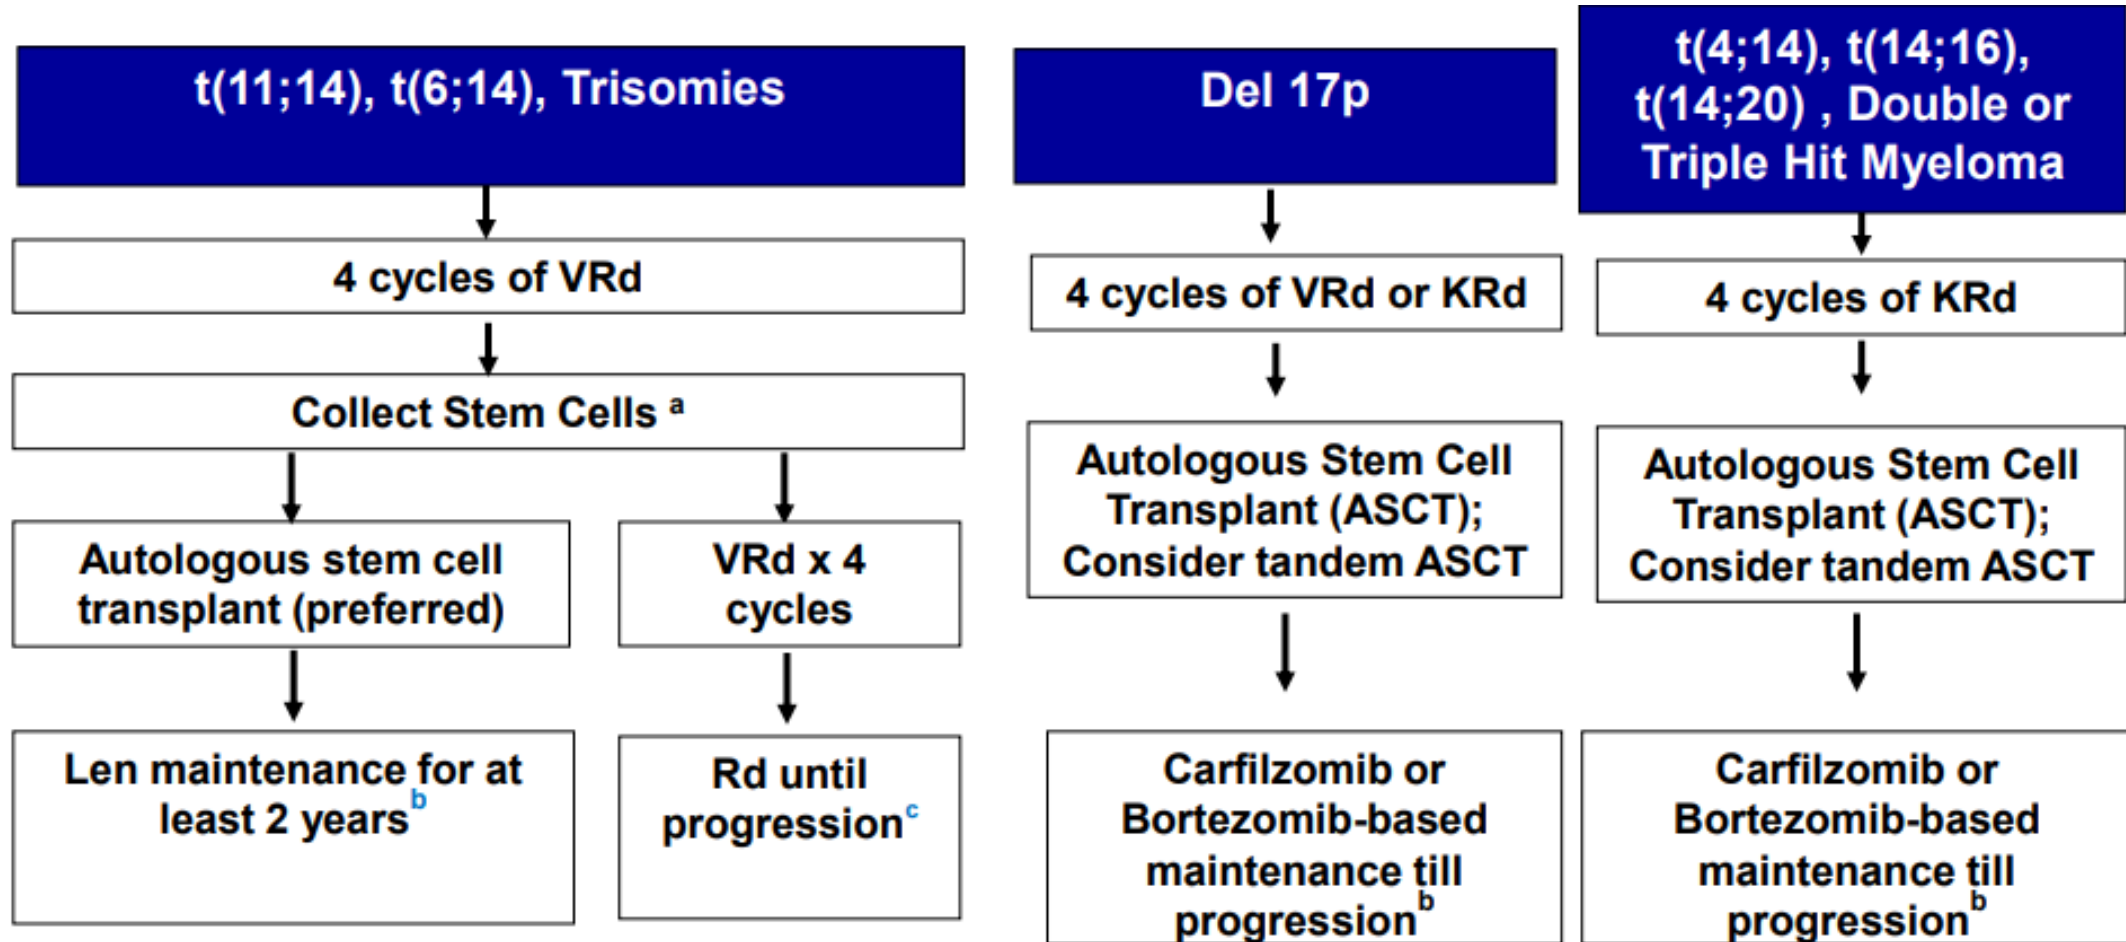 t(11;14), t(6;14), Trisomies
4 cycles of VRd
Collect Stem Cells a
Autologous stem cell
transplant (preferred)
Len maintenance for at
least 2 years b
VRd x 4
cycles
Rd until
progression c
Del 17p
4 cycles of VRd or KRd
Autologous Stem Cell
Transplant (ASCT);
Consider tandem ASCT
Carfilzomib or
Bortezomib-based
maintenance till
progression b
t(4;14), t(14;16),
t(14;20) , Double or
Triple Hit Myeloma
4 cycles of KRd
Autologous Stem Cell
Transplant (ASCT);
Consider tandem ASCT
Carfilzomib or
Bortezomib-based
maintenance till
progression b